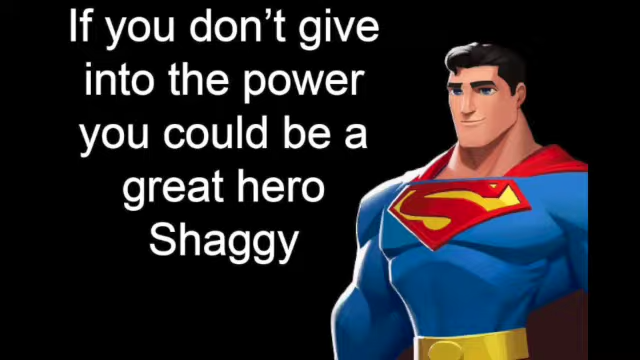 If you don’t give
into the power
you could be a
great hero
Shaggy